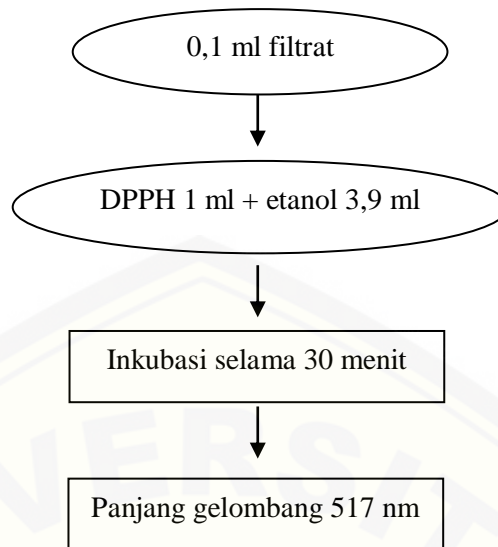 0,1 ml filtrat
DPPH 1 ml + etanol 3,9 ml
Inkubasi selama 30 menit
VERSIT
Panjang gelombang 517 nm